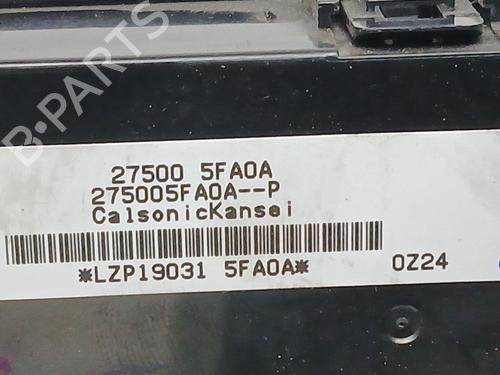 B-PARTS
27500 5FA0A
275005FA0A--P
CalsonicKansei
*LZP19031 5FA0A*
0Z24